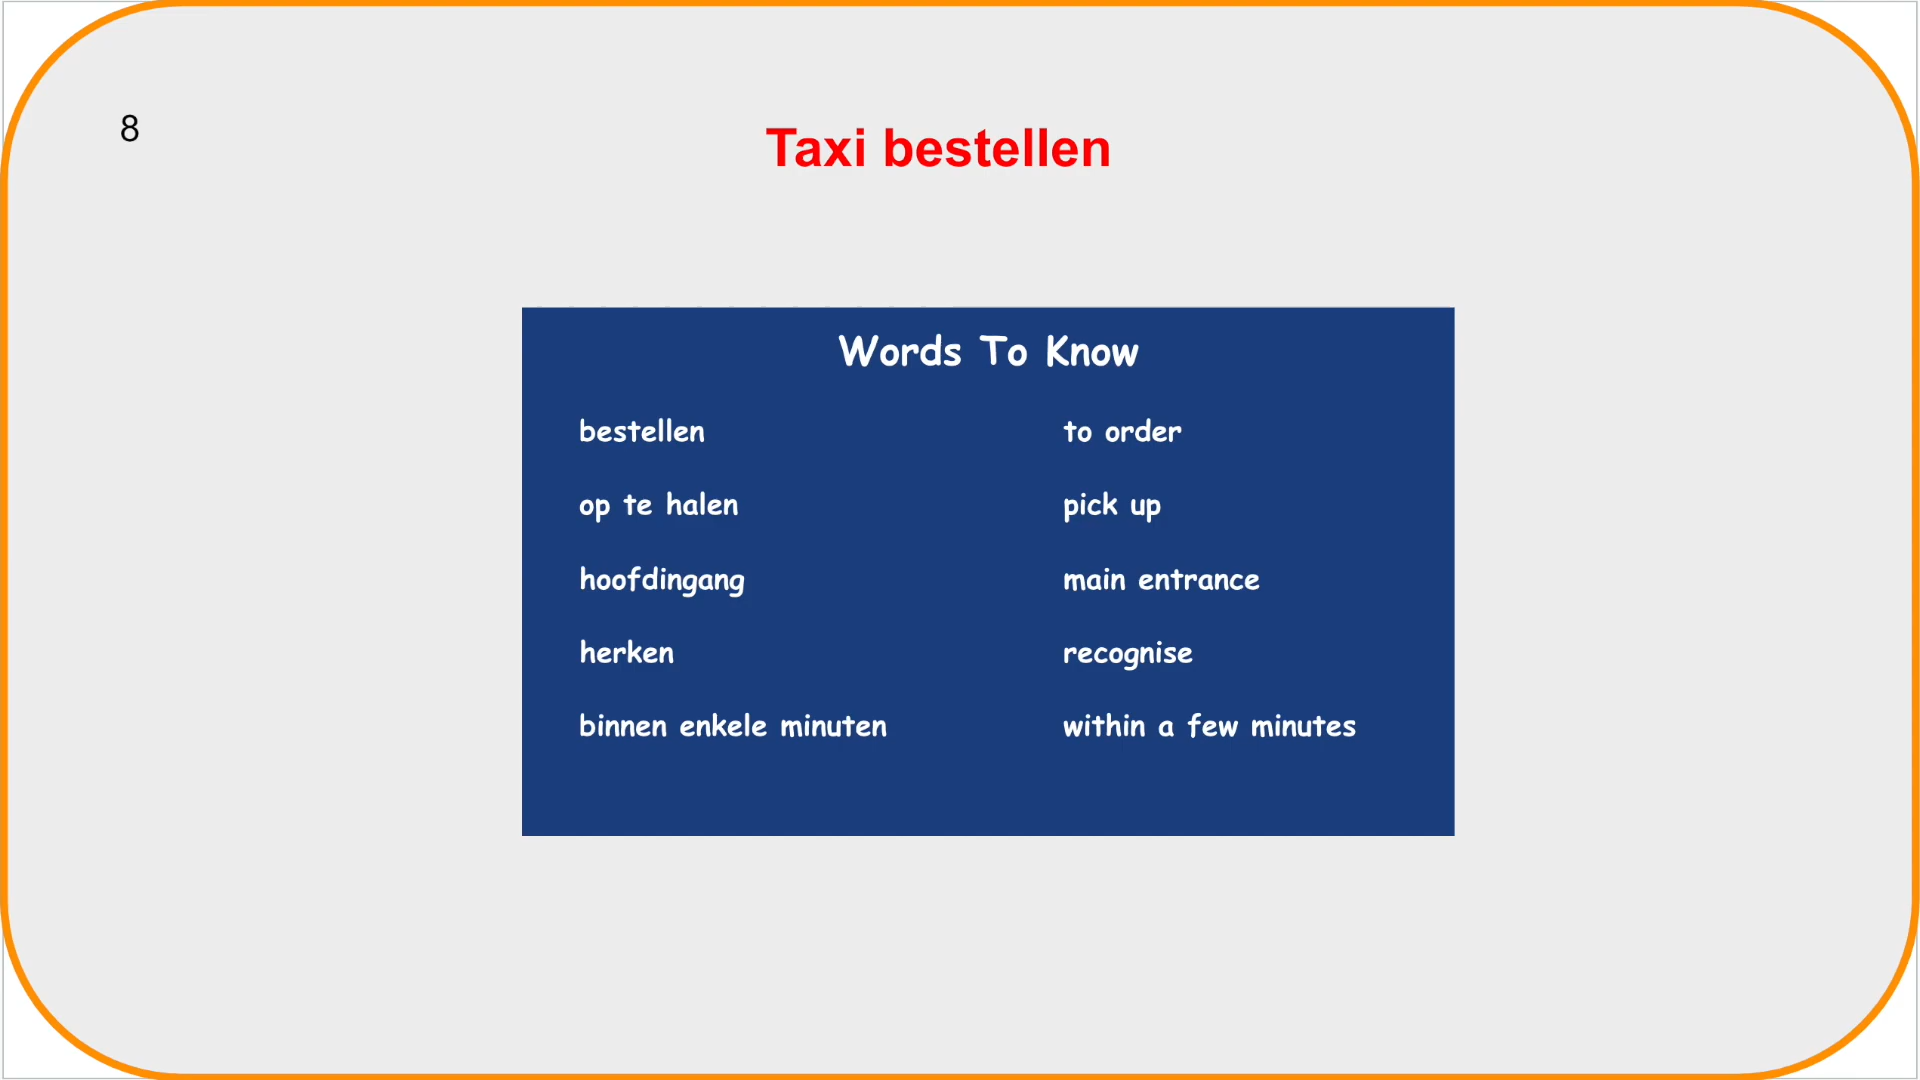 8
Taxi bestellen
Words To Know
bestellen to order
op te halen pick up
hoofdingang main entrance
herken recognise
binnen enkele minuten within a few minutes